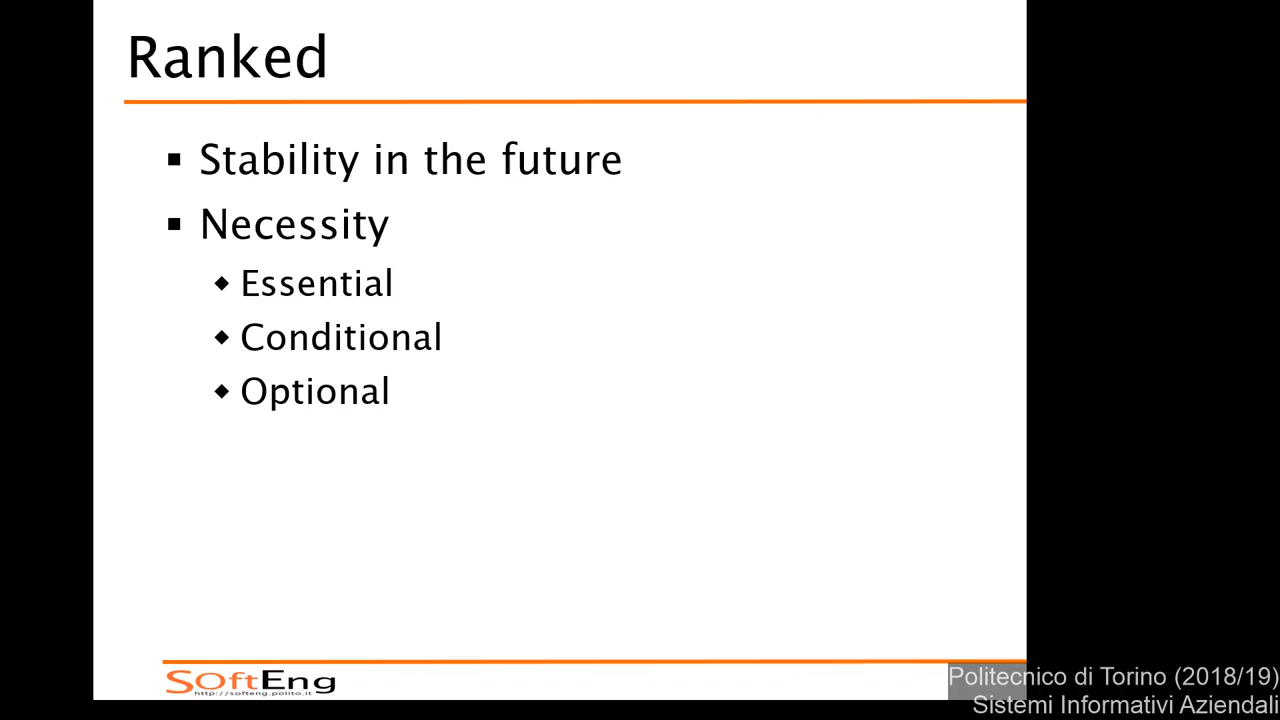 Ranked
Stability in the future
Necessity
Essential
Conditional
Optional
SOftEng
http://softeng.polito.it
Politecnico di Torino (2018/19)
Sistemi Informativi Aziendali